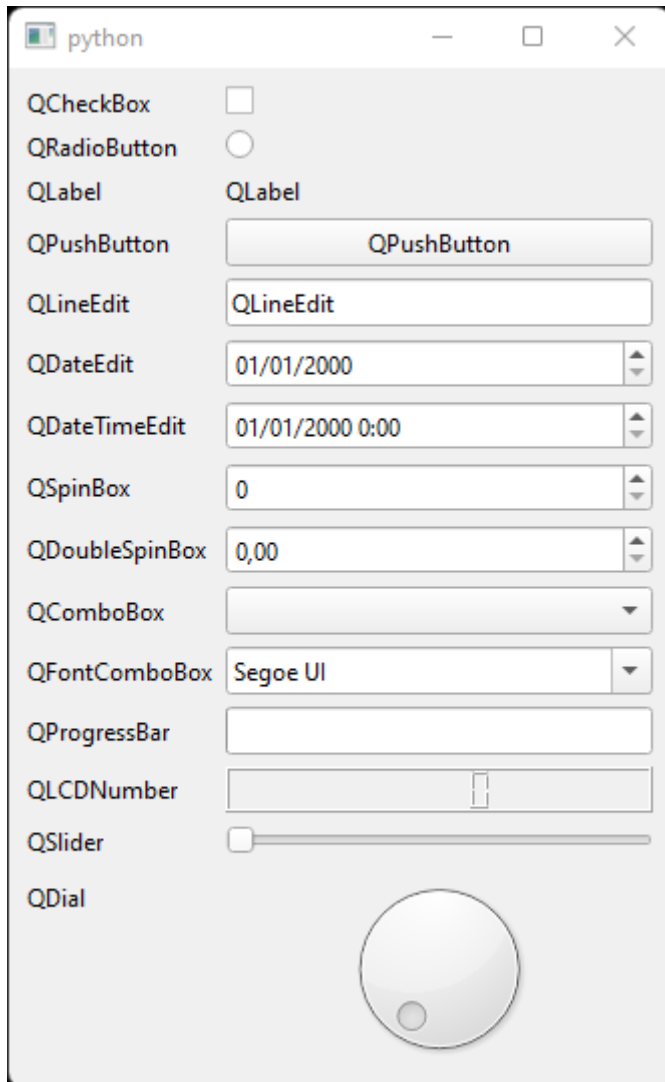 python
QCheckBox
QRadioButton
QLabel QLabel
QPushButton QPushButton
QLineEdit QLineEdit
QDateEdit 01/01/2000
QDateTimeEdit 01/01/2000 0:00
QSpinBox 0
QDoubleSpinBox 0,00
QComboBox
QFontComboBox Segoe UI
QProgressBar
QLCDNumber 0
QSlider
QDial